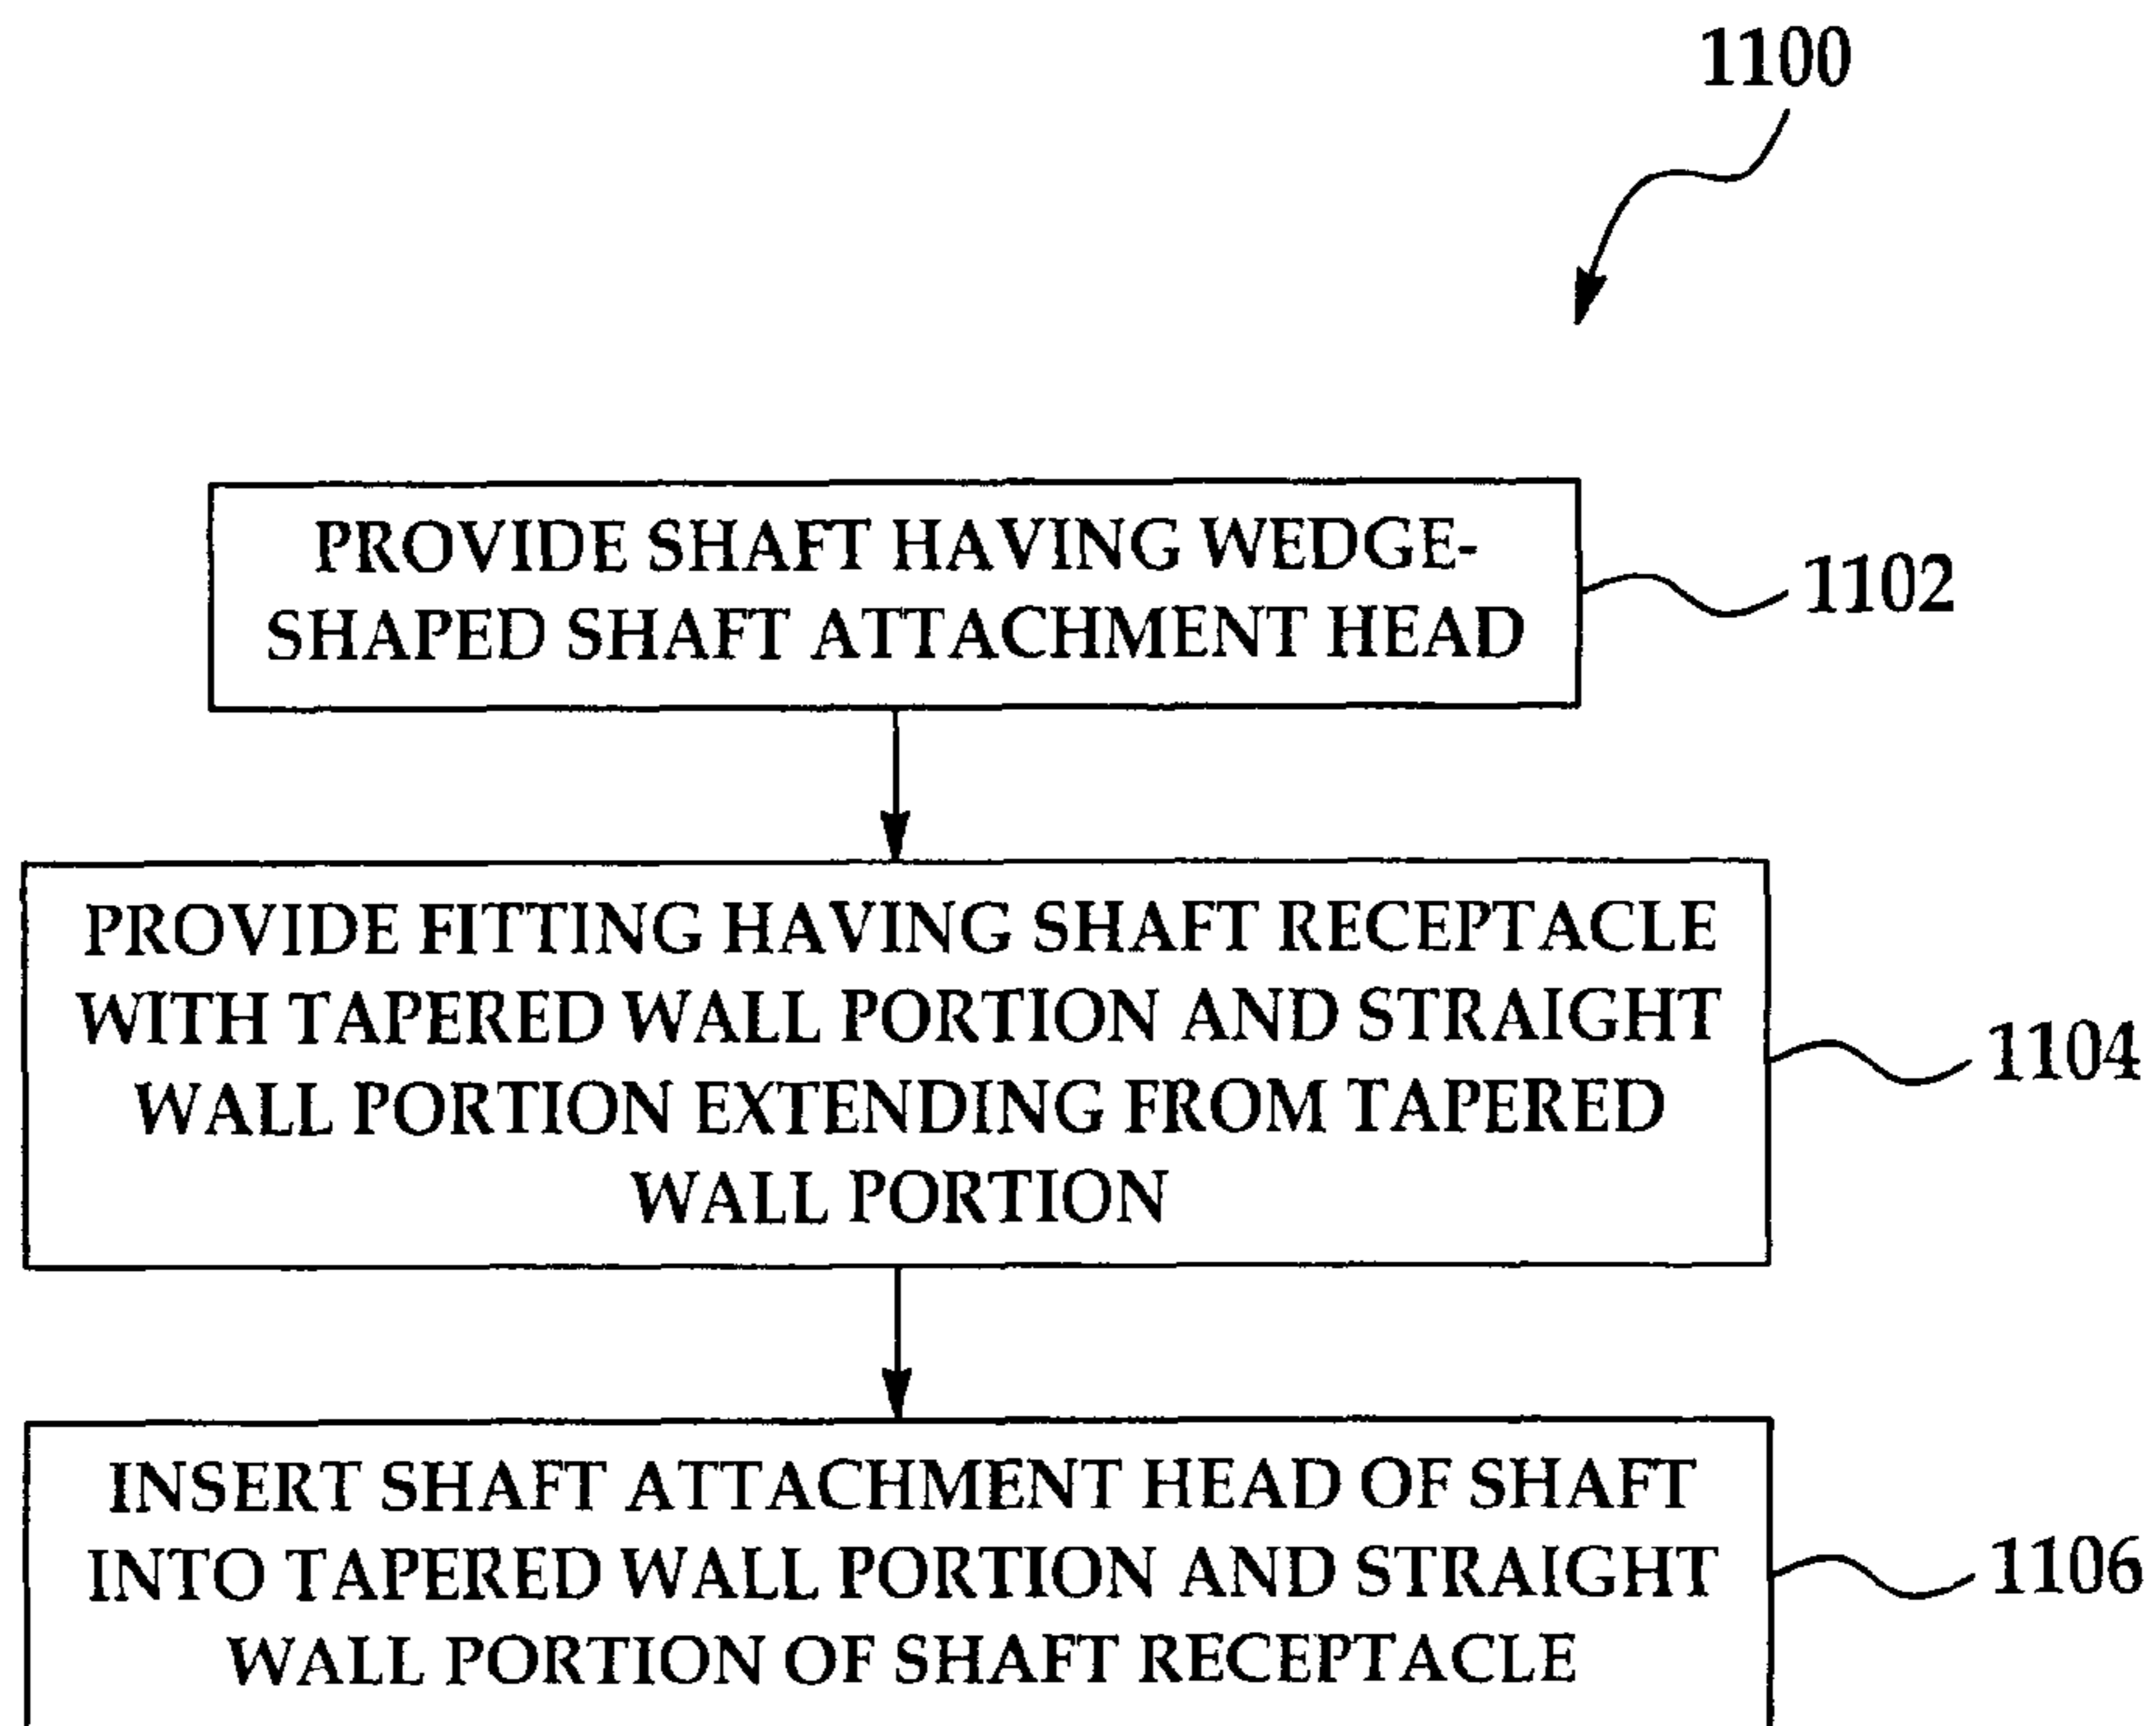 1100
PROVIDE SHAFT HAVING WEDGE-
SHAPED SHAFT ATTACHMENT HEAD
1102
PROVIDE FITTING HAVING SHAFT RECEPTACLE
WITH TAPERED WALL PORTION AND STRAIGHT
WALL PORTION EXTENDING FROM TAPERED
WALL PORTION
1104
INSERT SHAFT ATTACHMENT HEAD OF SHAFT
INTO TAPERED WALL PORTION AND STRAIGHT
WALL PORTION OF SHAFT RECEPTACLE
1106